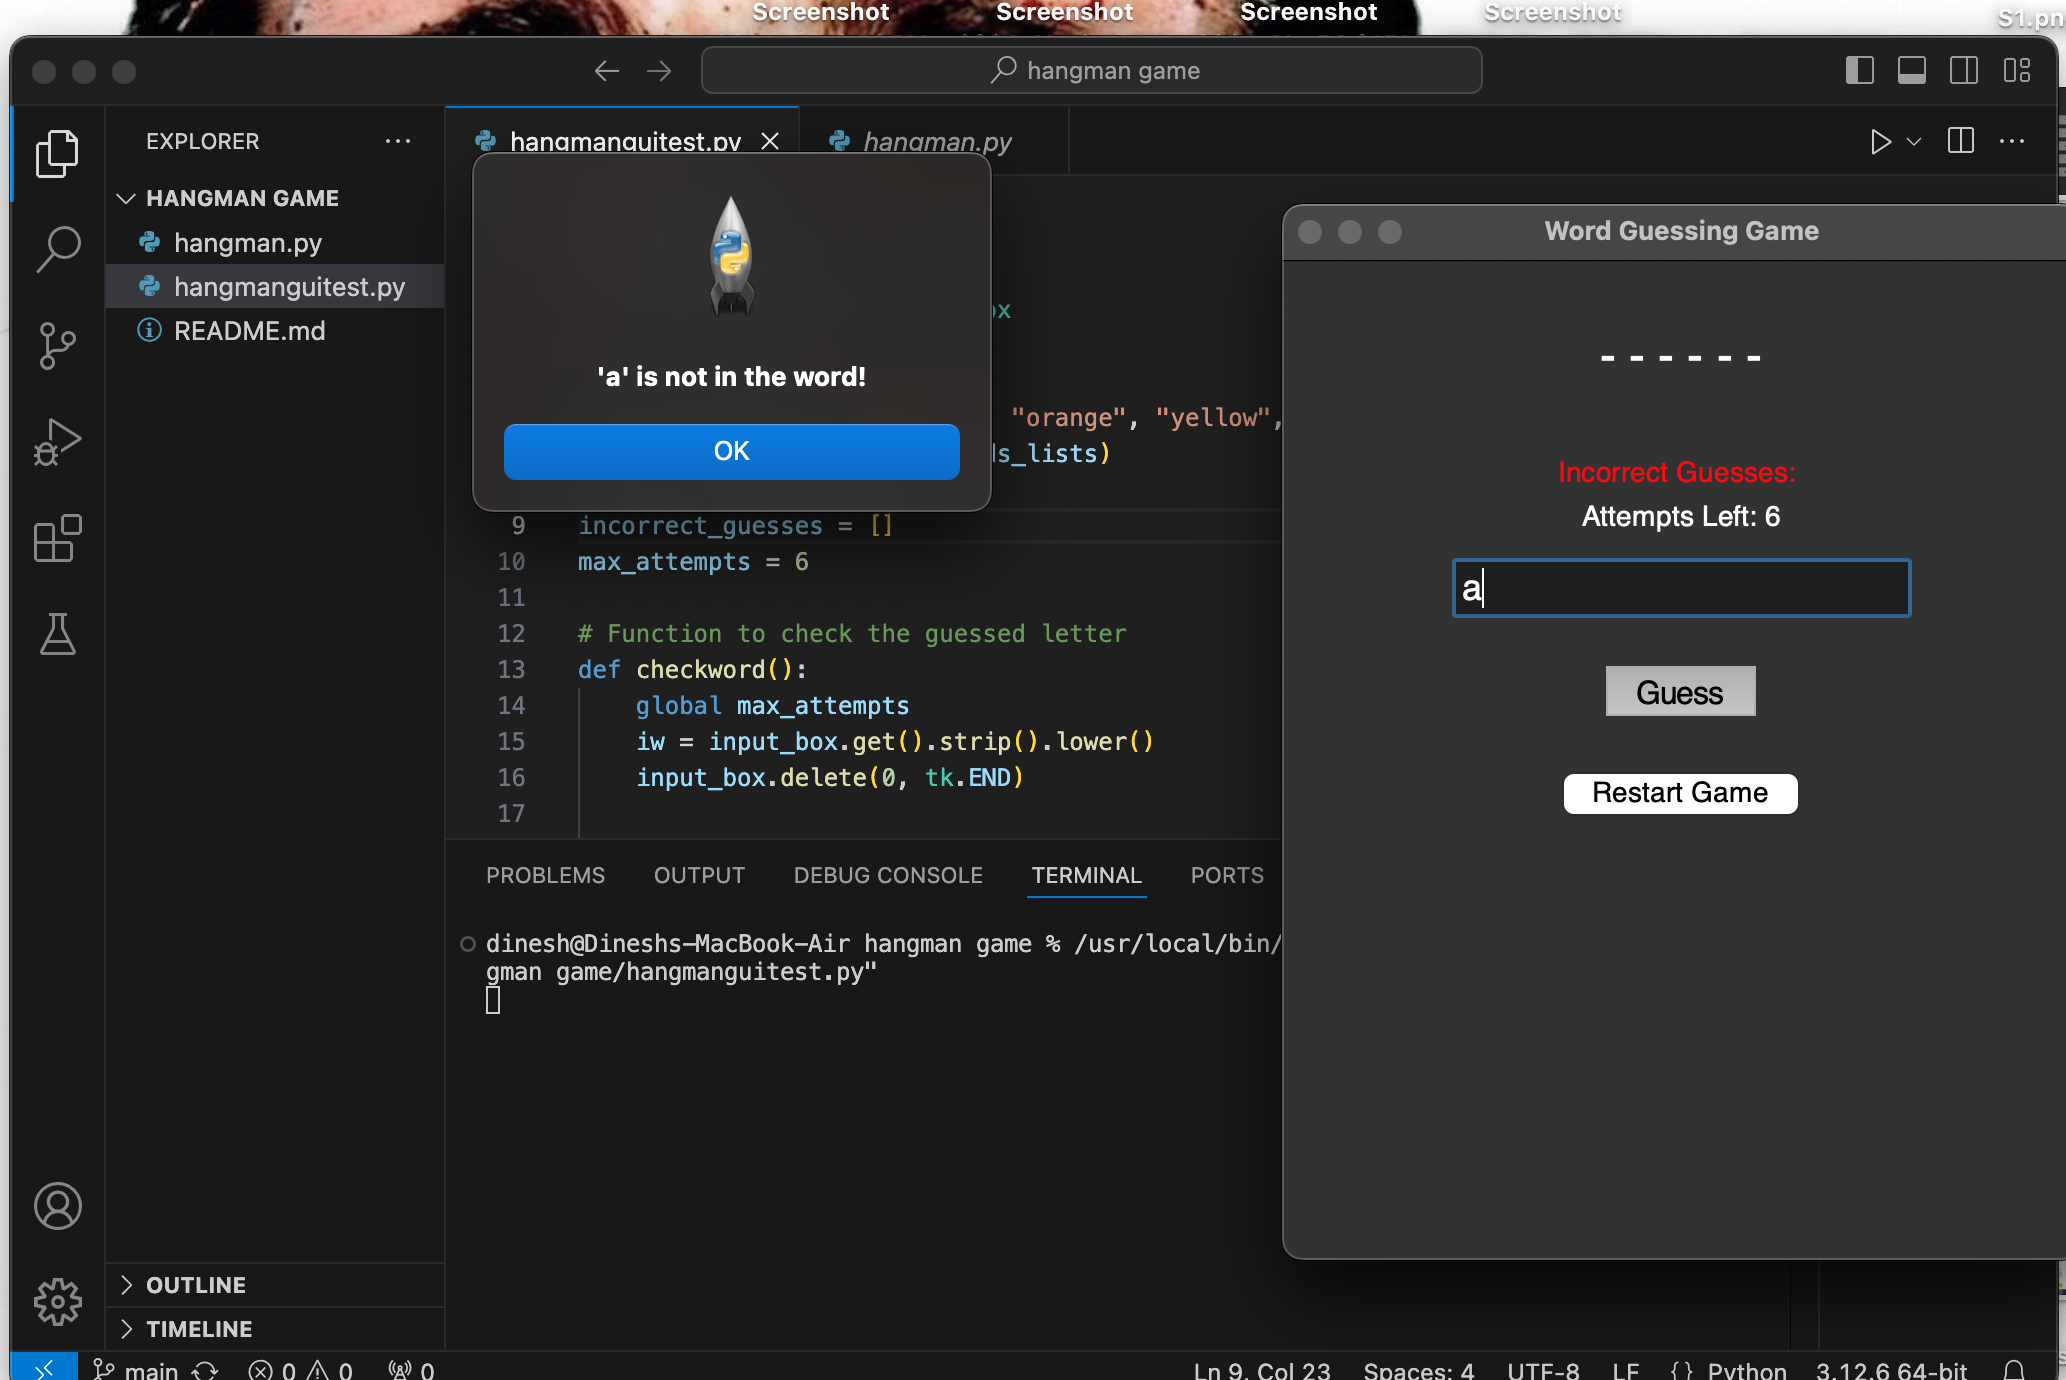 Screenshot
Screenshot
Screenshot
Screenshot
hangman game
EXPLORER
HANGMAN GAME
hangman.py
hangmanguitest.py
README.md
OUTLINE
TIMELINE
hangmanguitest.py
hangman.py
'a' is not in the word!
OK
"orange", "yellow",
s_lists)
9 incorrect_guesses = []
10 max_attempts = 6
11
12 # Function to check the guessed letter
13 def checkword():
14 global max_attempts
15 iw = input_box.get().strip().lower()
16 input_box.delete(0, tk.END)
17
PROBLEMS OUTPUT DEBUG CONSOLE TERMINAL PORTS
dinesh@Dineshs-MacBook-Air hangman game % /usr/local/bin/
gman game/hangmanguitest.py"
Word Guessing Game
------
Incorrect Guesses:
Attempts Left: 6
a
Guess
Restart Game
main 0 0 0 Ln 9, Col 23 Spaces: 4 UTF-8 LF {} Python 3.12.6 64-bit